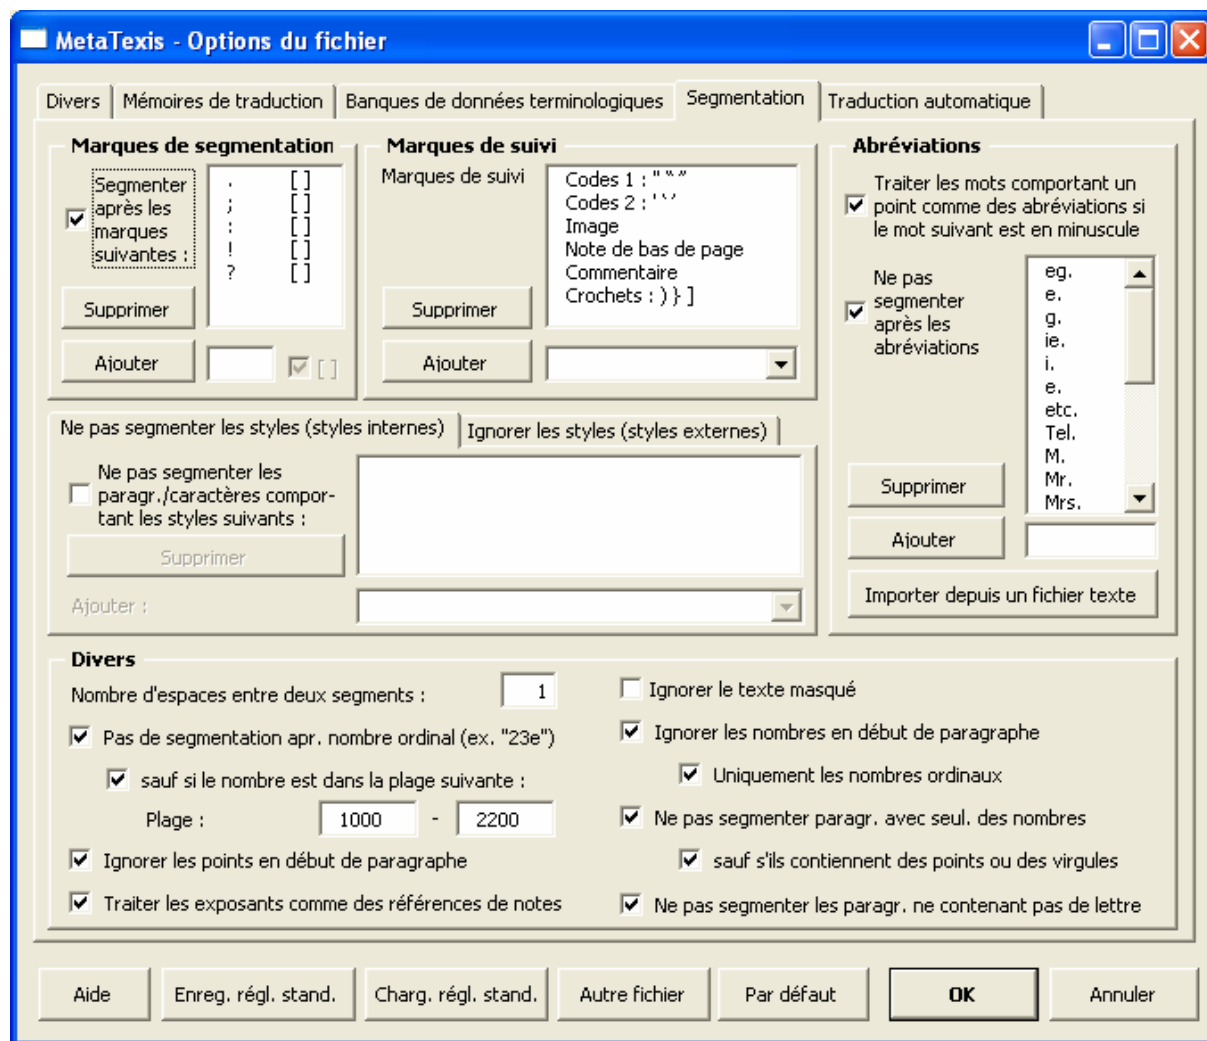 MetaTexis - Options du fichier
Divers
Mémoires de traduction
Banques de données terminologiques
Segmentation
Traduction automatique
Marques de segmentation
Segmenter
après les
marques
suivantes :
. [ ]
; [ ]
: [ ]
! [ ]
? [ ]
Supprimer
Ajouter
[ ]
Marques de suivi
Marques de suivi
Codes 1 : " “ ”
Codes 2 : ' ‘ ’
Image
Note de bas de page
Commentaire
Crochets : ) } ]
Supprimer
Ajouter
Abréviations
Traiter les mots comportant un
point comme des abréviations si
le mot suivant est en minuscule
Ne pas
segmenter
après les
abréviations
eg.
e.
g.
ie.
i.
e.
etc.
Tel.
M.
Mr.
Mrs.
Supprimer
Ajouter
Importer depuis un fichier texte
Ne pas segmenter les styles (styles internes)
Ignorer les styles (styles externes)
Ne pas segmenter les
paragr./caractères compor-
tant les styles suivants :
Supprimer
Ajouter :
Divers
Nombre d'espaces entre deux segments : 1
Pas de segmentation apr. nombre ordinal (ex. "23e")
sauf si le nombre est dans la plage suivante :
Plage : 1000 - 2200
Ignorer les points en début de paragraphe
Traiter les exposants comme des références de notes
Ignorer le texte masqué
Ignorer les nombres en début de paragraphe
Uniquement les nombres ordinaux
Ne pas segmenter paragr. avec seul. des nombres
sauf s'ils contiennent des points ou des virgules
Ne pas segmenter les paragr. ne contenant pas de lettre
Aide
Enreg. régl. stand.
Charg. régl. stand.
Autre fichier
Par défaut
OK
Annuler